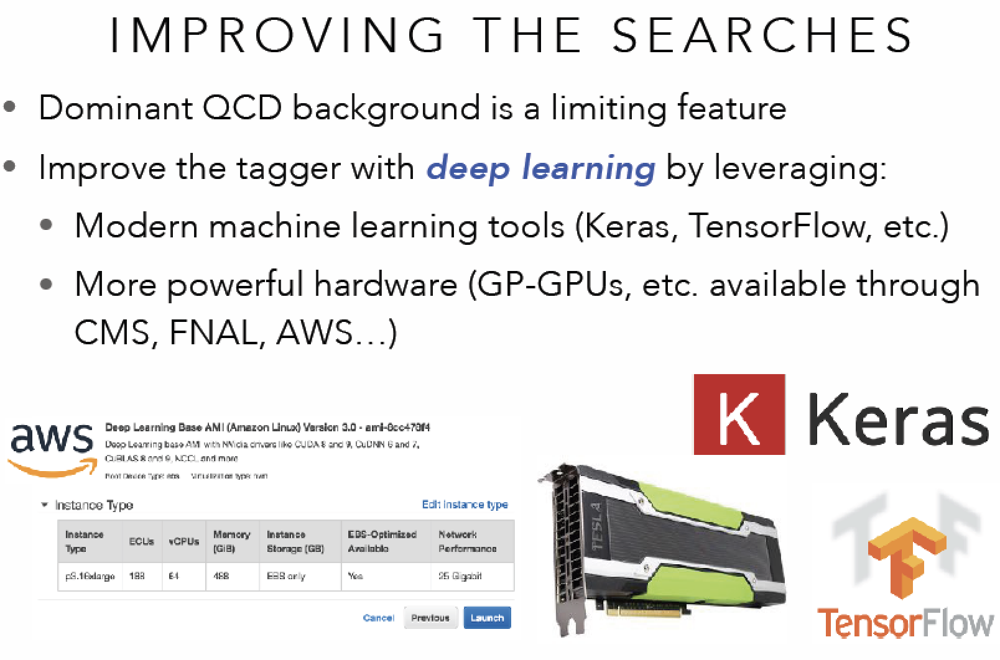 IMPROVING THE SEARCHES
• Dominant QCD background is a limiting feature
• Improve the tagger with deep learning by leveraging:
• Modern machine learning tools (Keras, TensorFlow, etc.)
• More powerful hardware (GP-GPUs, etc. available through
CMS, FNAL, AWS...)
K Keras
aws
Deep Learning Base AMI (Amazon Linux) Version 3.0 -
Deep Learning base AMI with NVidia drivers like CUDA 8 and 9, CuDNN 6 and 7,
CuBLAS 8 and 9, NCCL and more
Root Device Type: ebs Virtualization type: hvm
Instance Type Edit instance type
Instance Type ECUs vCPUs Memory (GiB) Instance Storage (GB) EBS-Optimized Available Network Performance
p3.16xlarge 188 64 488 EBS only Yes 25 Gigabit
Cancel Previous Launch
TESLA
TF
TensorFlow